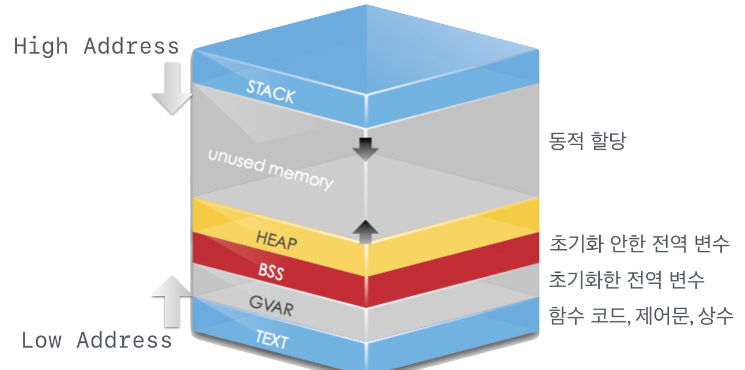 High Address
STACK
동적 할당
unused memory
HEAP
초기화 안한 전역 변수
BSS
초기화한 전역 변수
GVAR
함수 코드, 제어문, 상수
Low Address
TEXT